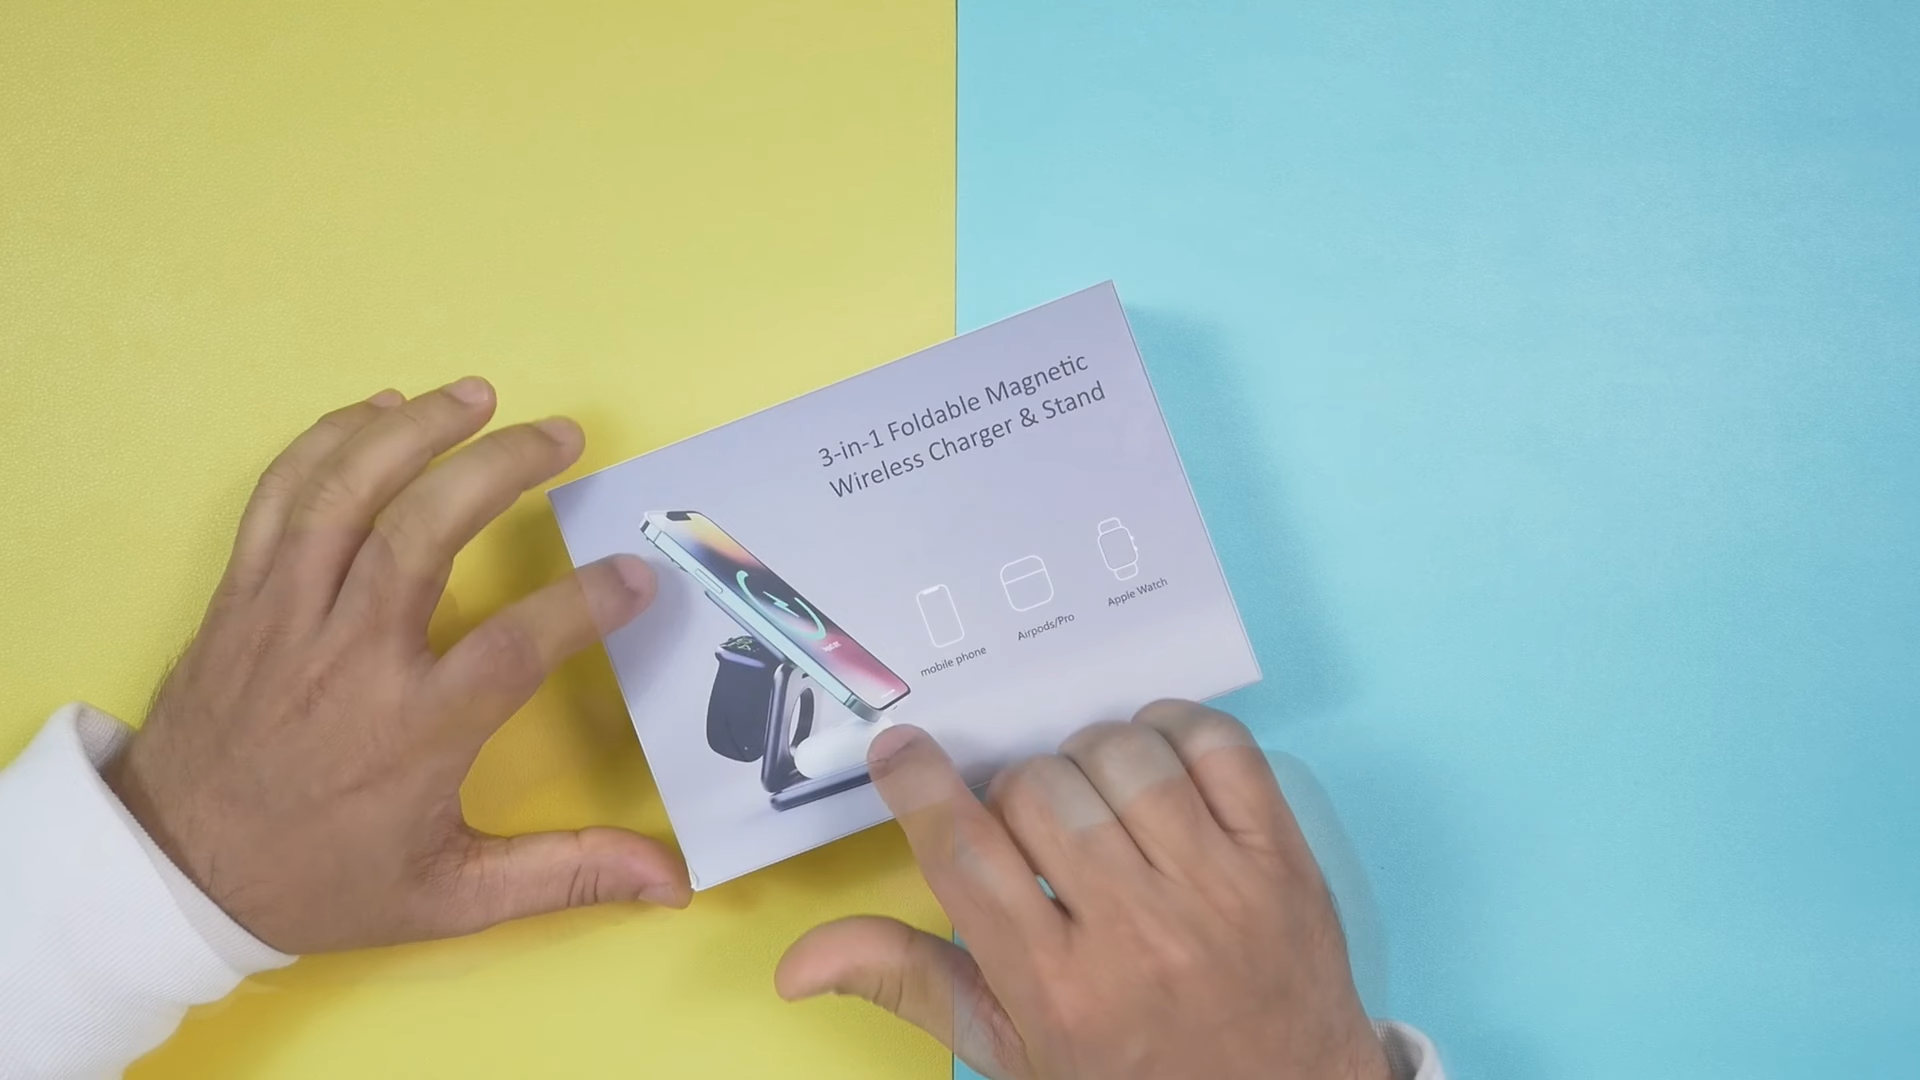 3-in-1 Foldable Magnetic
Wireless Charger & Stand
mobile phone
Airpods/Pro
Apple Watch